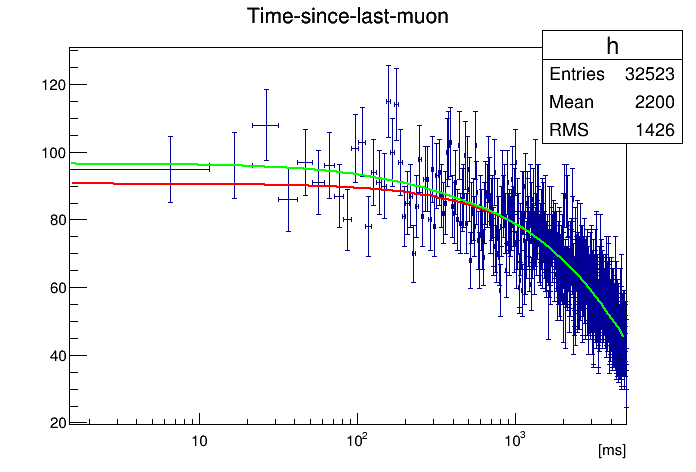 Time-since-last-muon
h
Entries 32523
Mean 2200
RMS 1426
120
100
80
60
40
20
10
10²
10³
[ms]